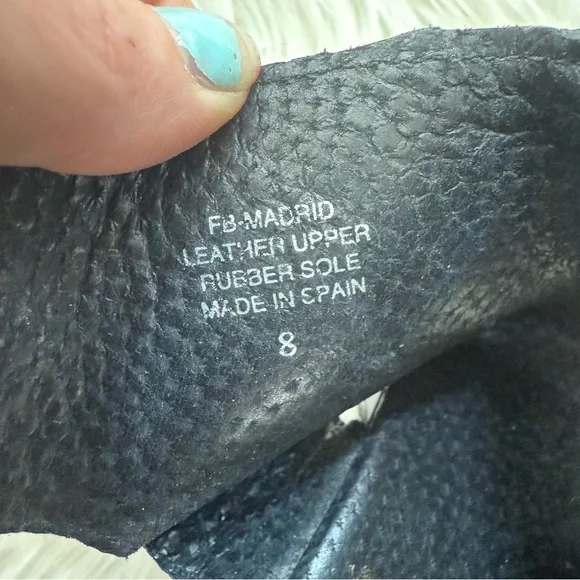 FB-MADRID
LEATHER UPPER
RUBBER SOLE
MADE IN SPAIN
8